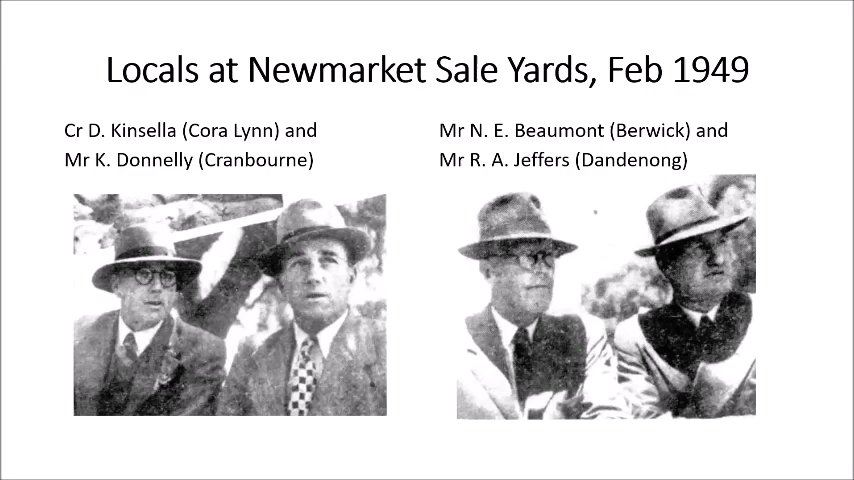 Locals at Newmarket Sale Yards, Feb 1949
Cr D. Kinsella (Cora Lynn) and
Mr K. Donnelly (Cranbourne)
Mr N. E. Beaumont (Berwick) and
Mr R. A. Jeffers (Dandenong)